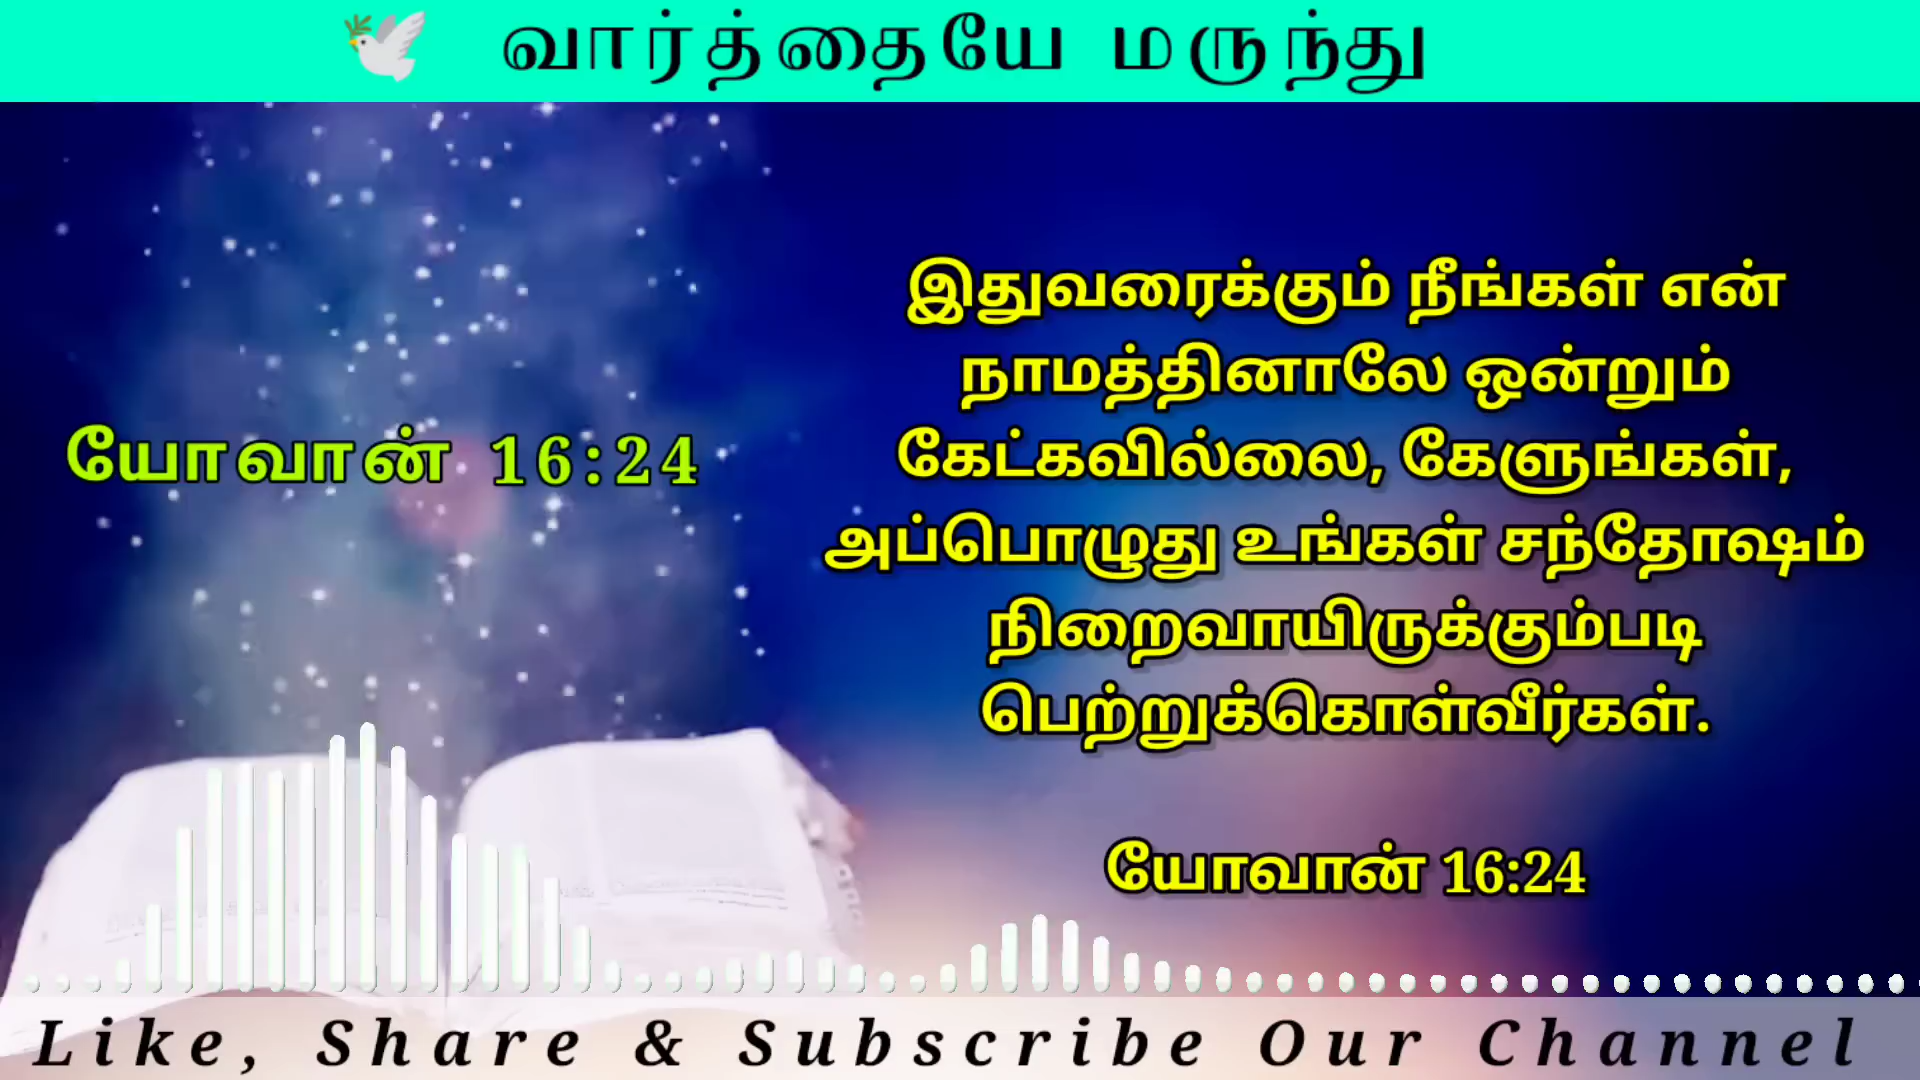 வார்த்தையே மருந்து
யோவான் 16:24
இதுவரைக்கும் நீங்கள் என்
நாமத்தினாலே ஒன்றும்
கேட்கவில்லை, கேளுங்கள்,
அப்பொழுது உங்கள் சந்தோஷம்
நிறைவாயிருக்கும்படி
பெற்றுக்கொள்வீர்கள்.
யோவான் 16:24
Like, Share & Subscribe Our Channel